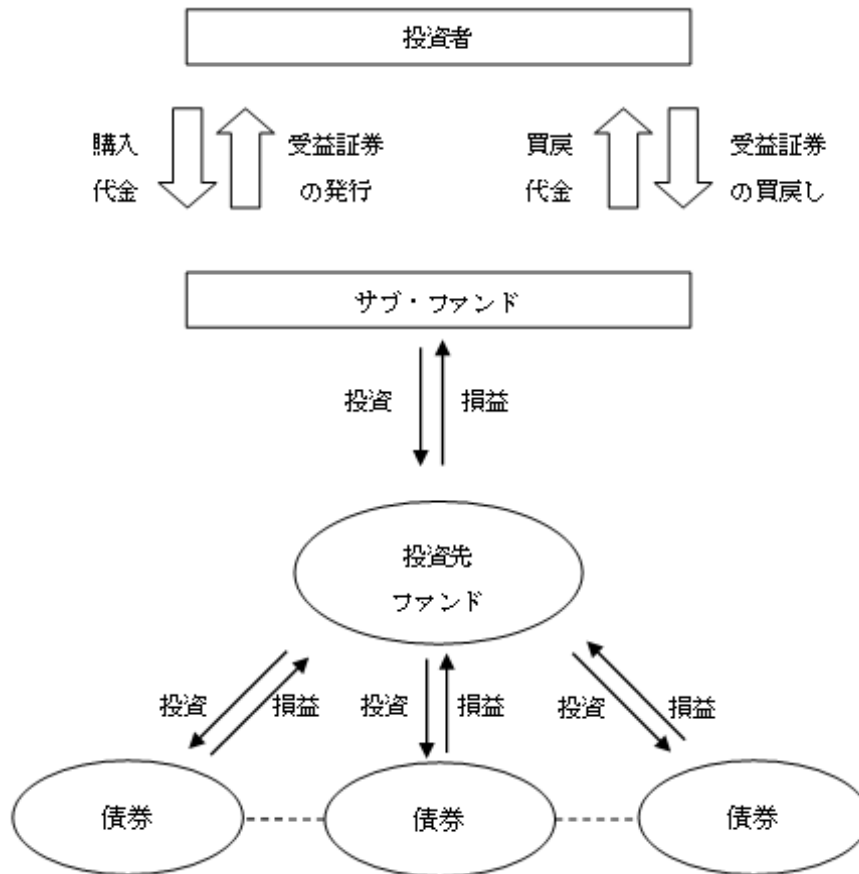 投資者
購入
代金
受益証券
の発行
買戻
代金
受益証券
の買戻し
サブ・ファンド
投資
損益
投資先
ファンド
投資
損益
投資
損益
投資
損益
債券
債券
債券